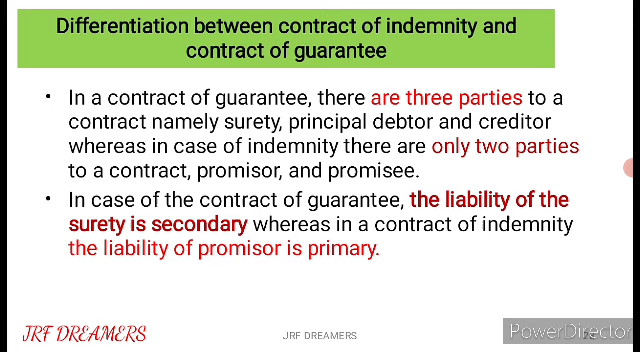 Differentiation between contract of indemnity and
contract of guarantee
• In a contract of guarantee, there are three parties to a
contract namely surety, principal debtor and creditor
whereas in case of indemnity there are only two parties
to a contract, promisor, and promisee.
• In case of the contract of guarantee, the liability of the
surety is secondary whereas in a contract of indemnity
the liability of promisor is primary.
JRF DREAMERS
JRF DREAMERS
PowerDirector